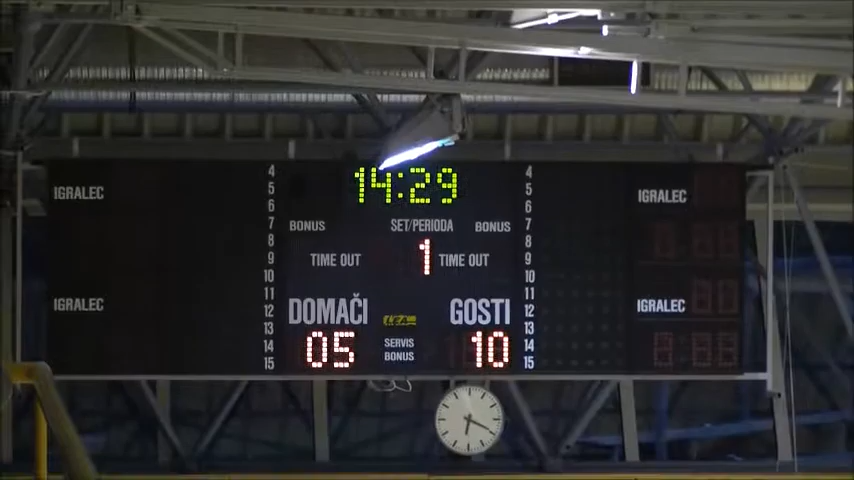 14:29
IGRALEC
IGRALEC
BONUS SET/PERIODA BONUS
1
TIME OUT TIME OUT
IGRALEC
IGRALEC
DOMAČI GOSTI
05 SERVIS 10
BONUS
4 4
5 5
6 6
7 7
8 8
9 9
10 10
11 11
12 12
13 13
14 14
15 15